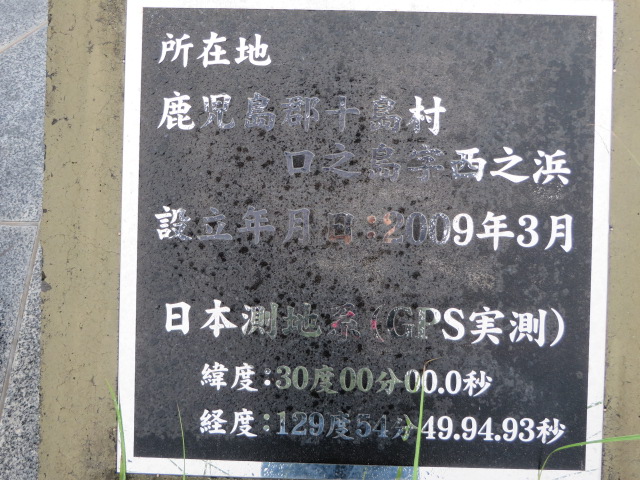 所在地
鹿児島郡十島村
口之島字西之浜
設立年月日:2009年3月
日本測地系(GPS実測)
緯度:30度00分00.0秒
経度:129度54分49.94.93秒